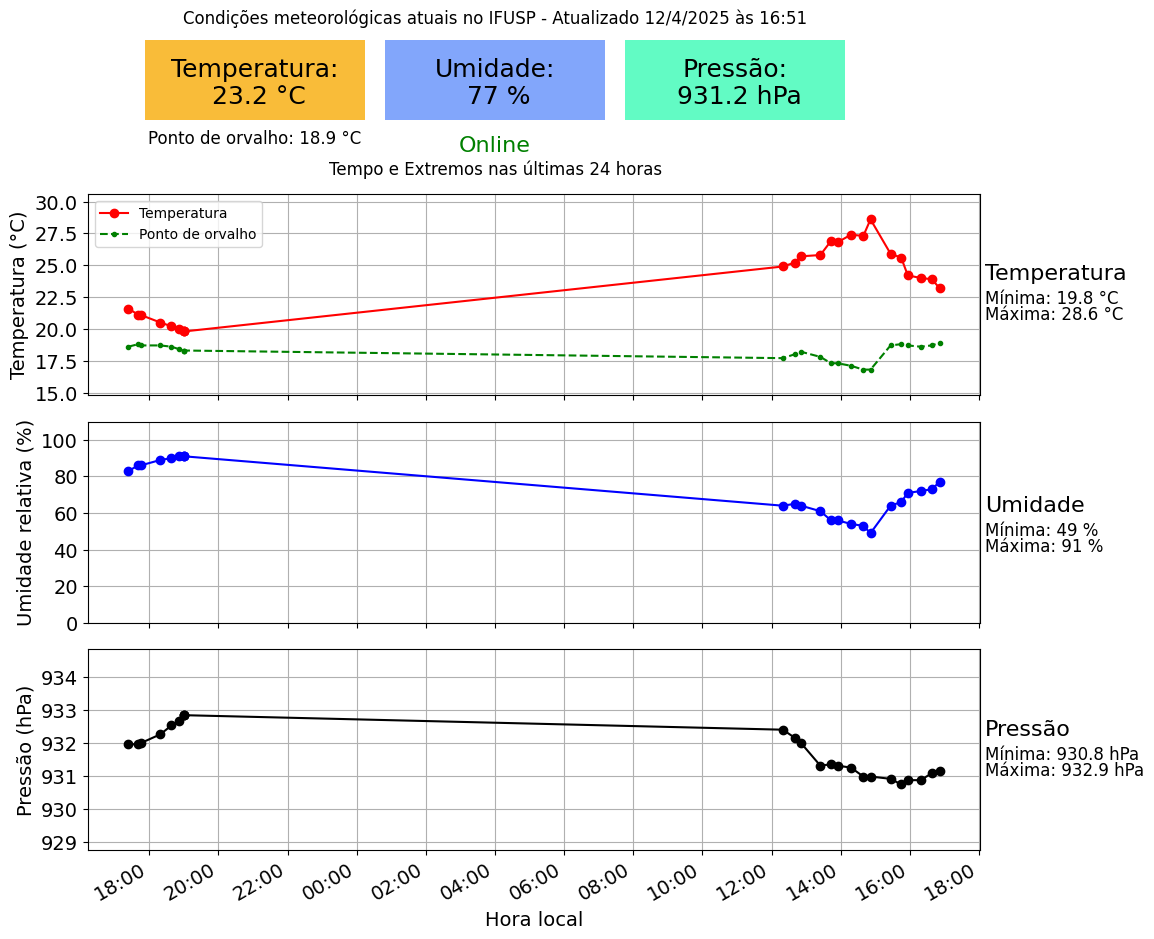 Condições meteorológicas atuais no IFUSP - Atualizado 12/4/2025 às 16:51
Temperatura:
23.2 °C
Umidade:
77 %
Pressão:
931.2 hPa
Ponto de orvalho: 18.9 °C
Online
Tempo e Extremos nas últimas 24 horas
Temperatura (°C)
30.0
27.5
25.0
22.5
20.0
17.5
15.0
Temperatura
Ponto de orvalho
Temperatura
Mínima: 19.8 °C
Máxima: 28.6 °C
Umidade relativa (%)
100
80
60
40
20
0
Umidade
Mínima: 49 %
Máxima: 91 %
Pressão (hPa)
934
933
932
931
930
929
Pressão
Mínima: 930.8 hPa
Máxima: 932.9 hPa
18:00 20:00 22:00 00:00 02:00 04:00 06:00 08:00 10:00 12:00 14:00 16:00 18:00
Hora local